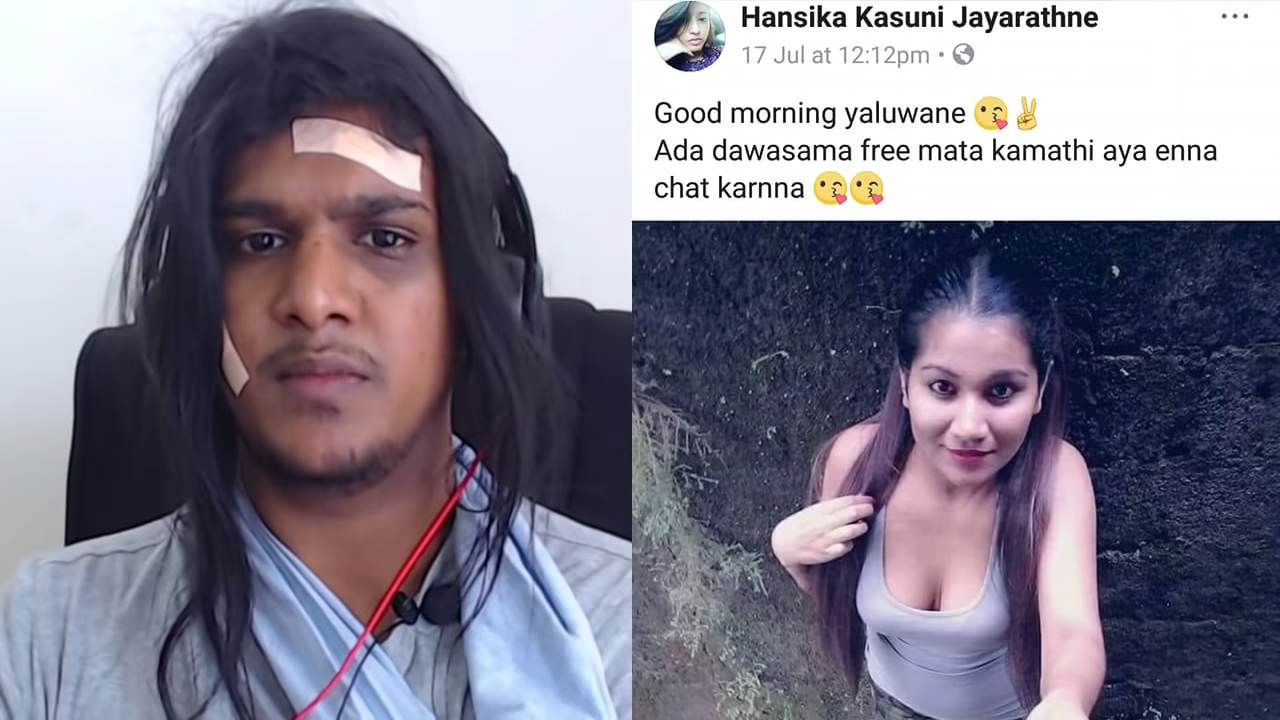 Hansika Kasuni Jayarathne
17 Jul at 12:12pm •
Good morning yaluwane 😘✌
Ada dawasama free mata kamathi aya enna
chat karnna 😘😘